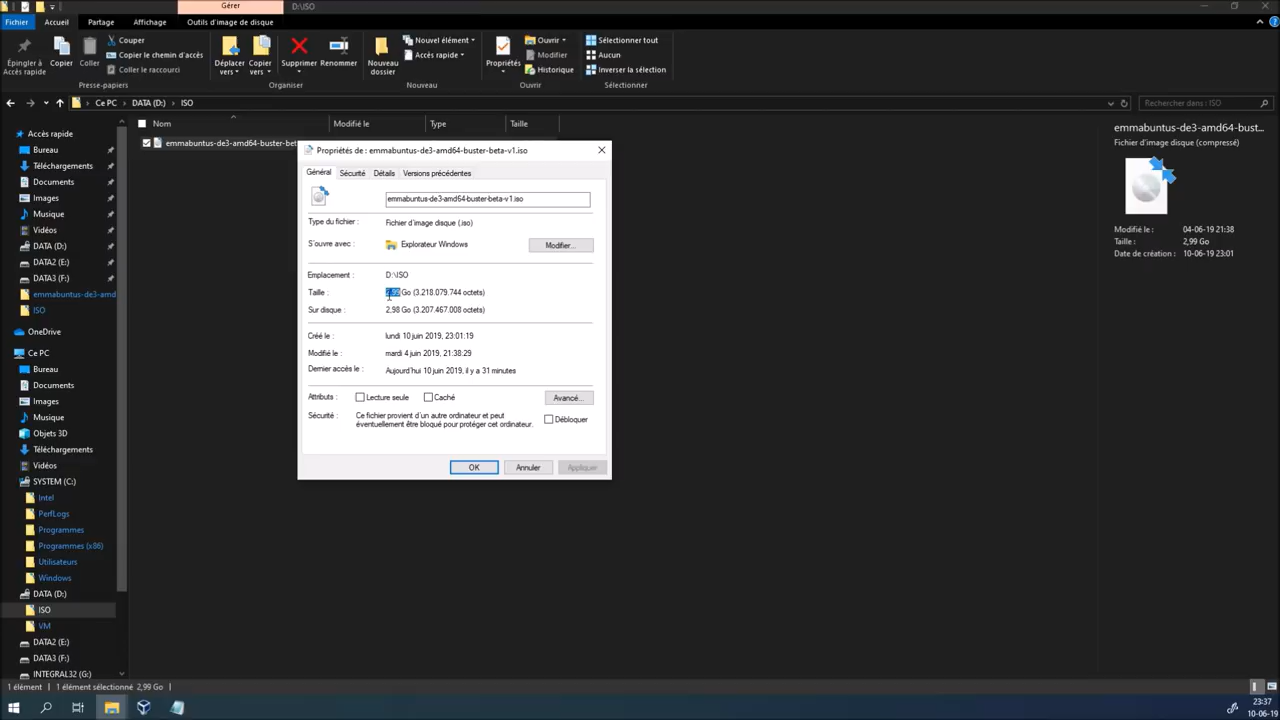 Gérer
D:\ISO
Fichier
Accueil
Partage
Affichage
Outils d'image de disque
Épingler à
Accès rapide
Copier
Coller
Couper
Copier le chemin d'accès
Coller le raccourci
Déplacer
vers
Copier
vers
Supprimer
Renommer
Nouveau
dossier
Nouvel élément
Accès rapide
Propriétés
Ouvrir
Modifier
Historique
Sélectionner tout
Aucun
Inverser la sélection
Presse-papiers
Organiser
Nouveau
Ouvrir
Sélectionner
Ce PC
DATA (D:)
ISO
Rechercher dans : ISO
Nom
Modifié le
Type
Taille
Accès rapide
Bureau
Téléchargements
Documents
Images
Musique
Vidéos
DATA (D:)
DATA2 (E:)
DATA3 (F:)
emmabuntus-de3-amd
ISO
OneDrive
Ce PC
Bureau
Documents
Images
Musique
Objets 3D
Téléchargements
Vidéos
SYSTEM (C:)
Intel
PerfLogs
Programmes
Programmes (x86)
Utilisateurs
Windows
DATA (D:)
ISO
VM
DATA2 (E:)
DATA3 (F:)
INTEGRAL32 (G:)
emmabuntus-de3-amd64-buster-bet
Propriétés de : emmabuntus-de3-amd64-buster-beta-v1.iso
Général
Sécurité
Détails
Versions précédentes
emmabuntus-de3-amd64-buster-beta-v1.iso
Type du fichier : Fichier d'image disque (.iso)
S'ouvre avec : Explorateur Windows
Modifier...
Emplacement : D:\ISO
Taille : 2,99 Go (3.218.079.744 octets)
Sur disque : 2,98 Go (3.207.467.008 octets)
Créé le : lundi 10 juin 2019, 23:01:19
Modifié le : mardi 4 juin 2019, 21:38:29
Dernier accès le : Aujourd'hui 10 juin 2019, il y a 31 minutes
Attributs : Lecture seule Caché
Avancé...
Sécurité : Ce fichier provient d'un autre ordinateur et peut
éventuellement être bloqué pour protéger cet ordinateur.
Débloquer
OK
Annuler
Appliquer
emmabuntus-de3-amd64-bust...
Fichier d'image disque (compressé)
Modifié le : 04-06-19 21:38
Taille : 2,99 Go
Date de création : 10-06-19 23:01
1 élément
1 élément sélectionné 2,99 Go
23:37
10-06-19